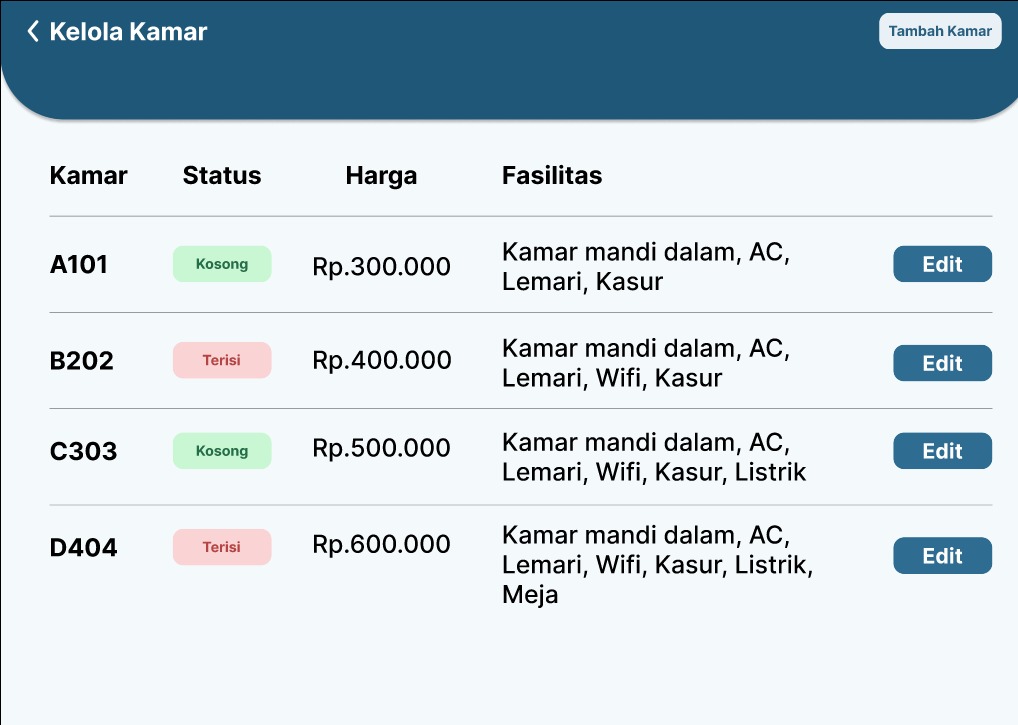 Kelola Kamar
Tambah Kamar
Kamar Status Harga Fasilitas
A101 Kosong Rp.300.000 Kamar mandi dalam, AC,
Lemari, Kasur
Edit
B202 Terisi Rp.400.000 Kamar mandi dalam, AC,
Lemari, Wifi, Kasur
Edit
C303 Kosong Rp.500.000 Kamar mandi dalam, AC,
Lemari, Wifi, Kasur, Listrik
Edit
D404 Terisi Rp.600.000 Kamar mandi dalam, AC,
Lemari, Wifi, Kasur, Listrik,
Meja
Edit